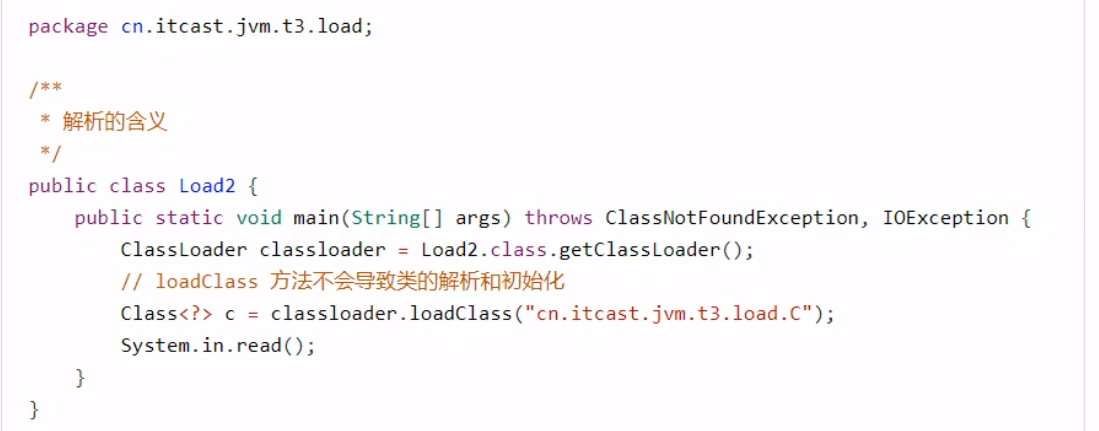 package cn.itcast.jvm.t3.load;
/**
 * 解析的含义
 */
public class Load2 {
    public static void main(String[] args) throws ClassNotFoundException, IOException {
        ClassLoader classloader = Load2.class.getClassLoader();
        // loadClass 方法不会导致类的解析和初始化
        Class<?> c = classloader.loadClass("cn.itcast.jvm.t3.load.C");
        System.in.read();
    }
}